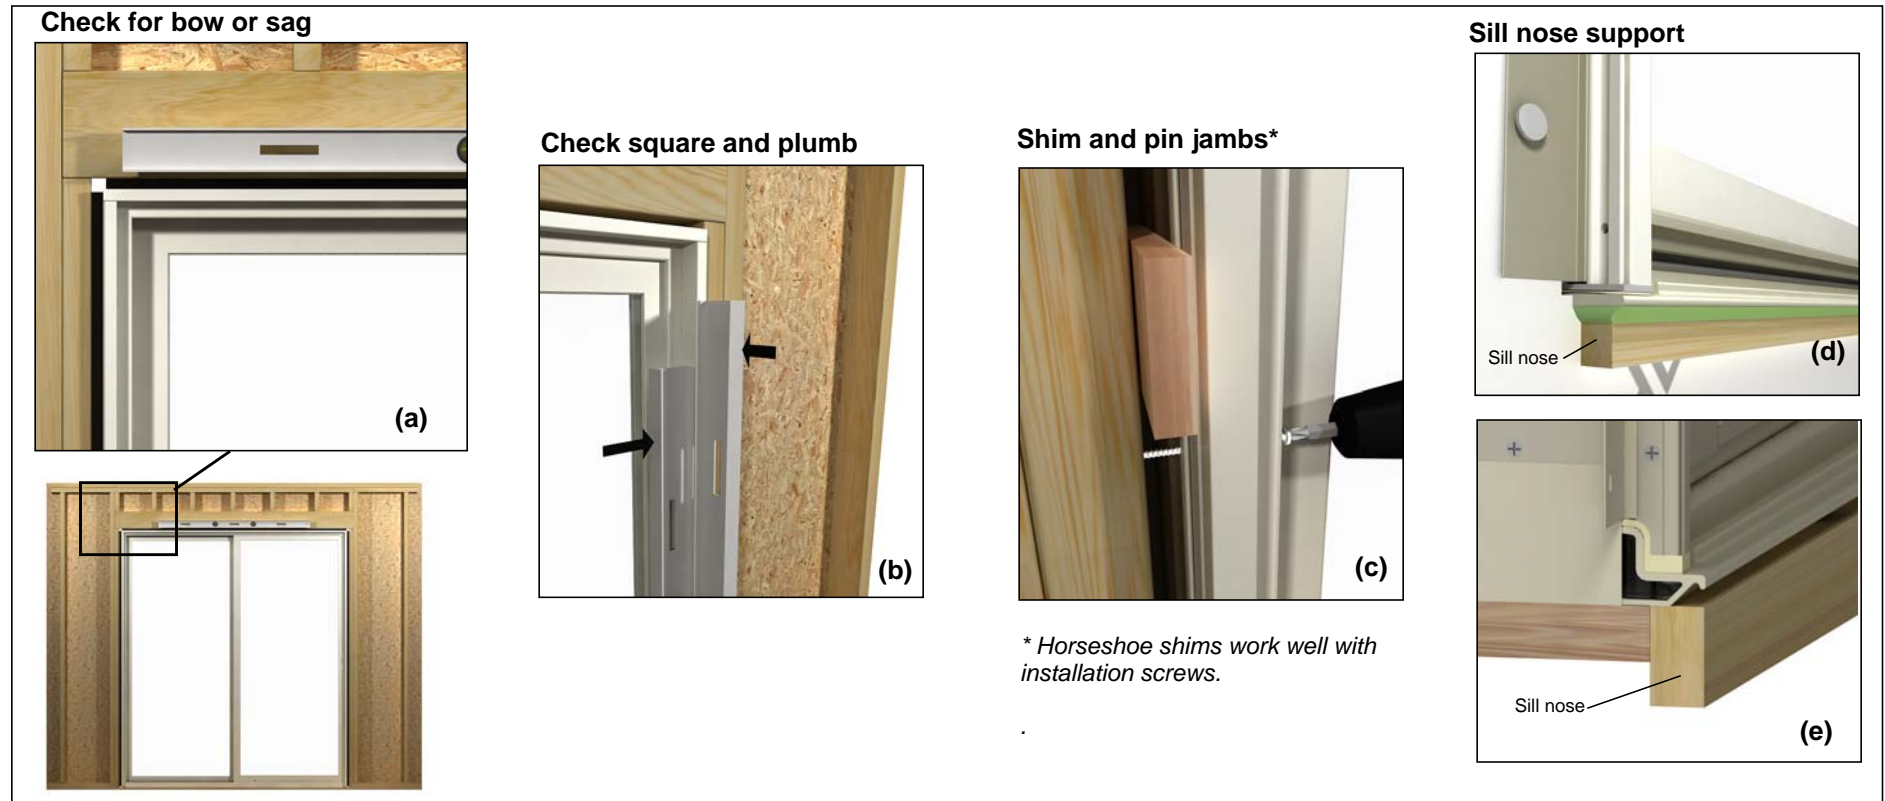 Check for bow or sag
(a)
Check square and plumb
(b)
Shim and pin jambs*
(c)
* Horseshoe shims work well with
installation screws.
.
Sill nose support
Sill nose
(d)
Sill nose
(e)